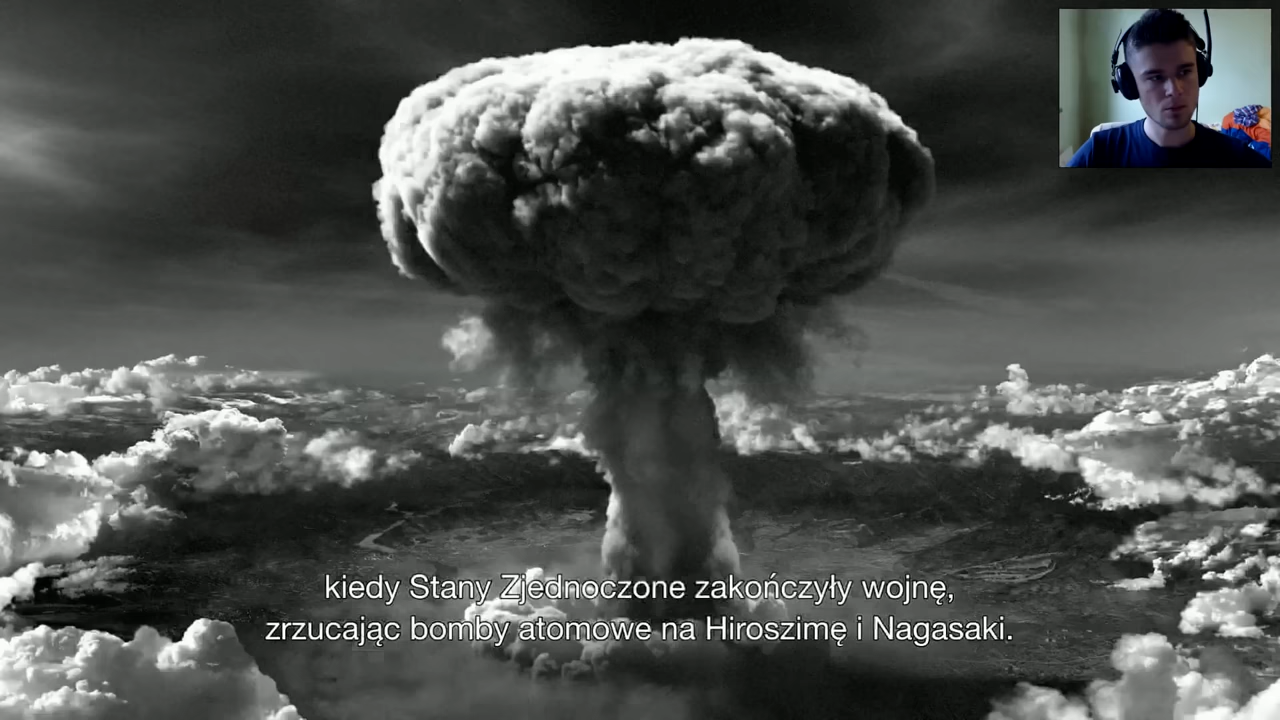 kiedy Stany Zjednoczone zakończyły wojnę,
zrzucając bomby atomowe na Hiroszimę i Nagasaki.